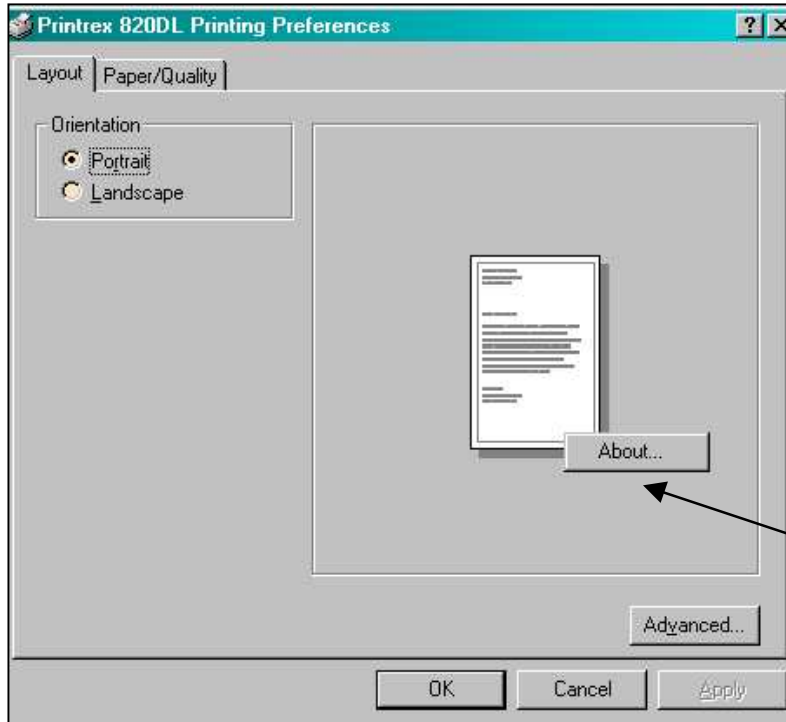 Printrex 820DL Printing Preferences
Layout Paper/Quality
Orientation
Portrait
Landscape
About...
Advanced...
OK Cancel Apply